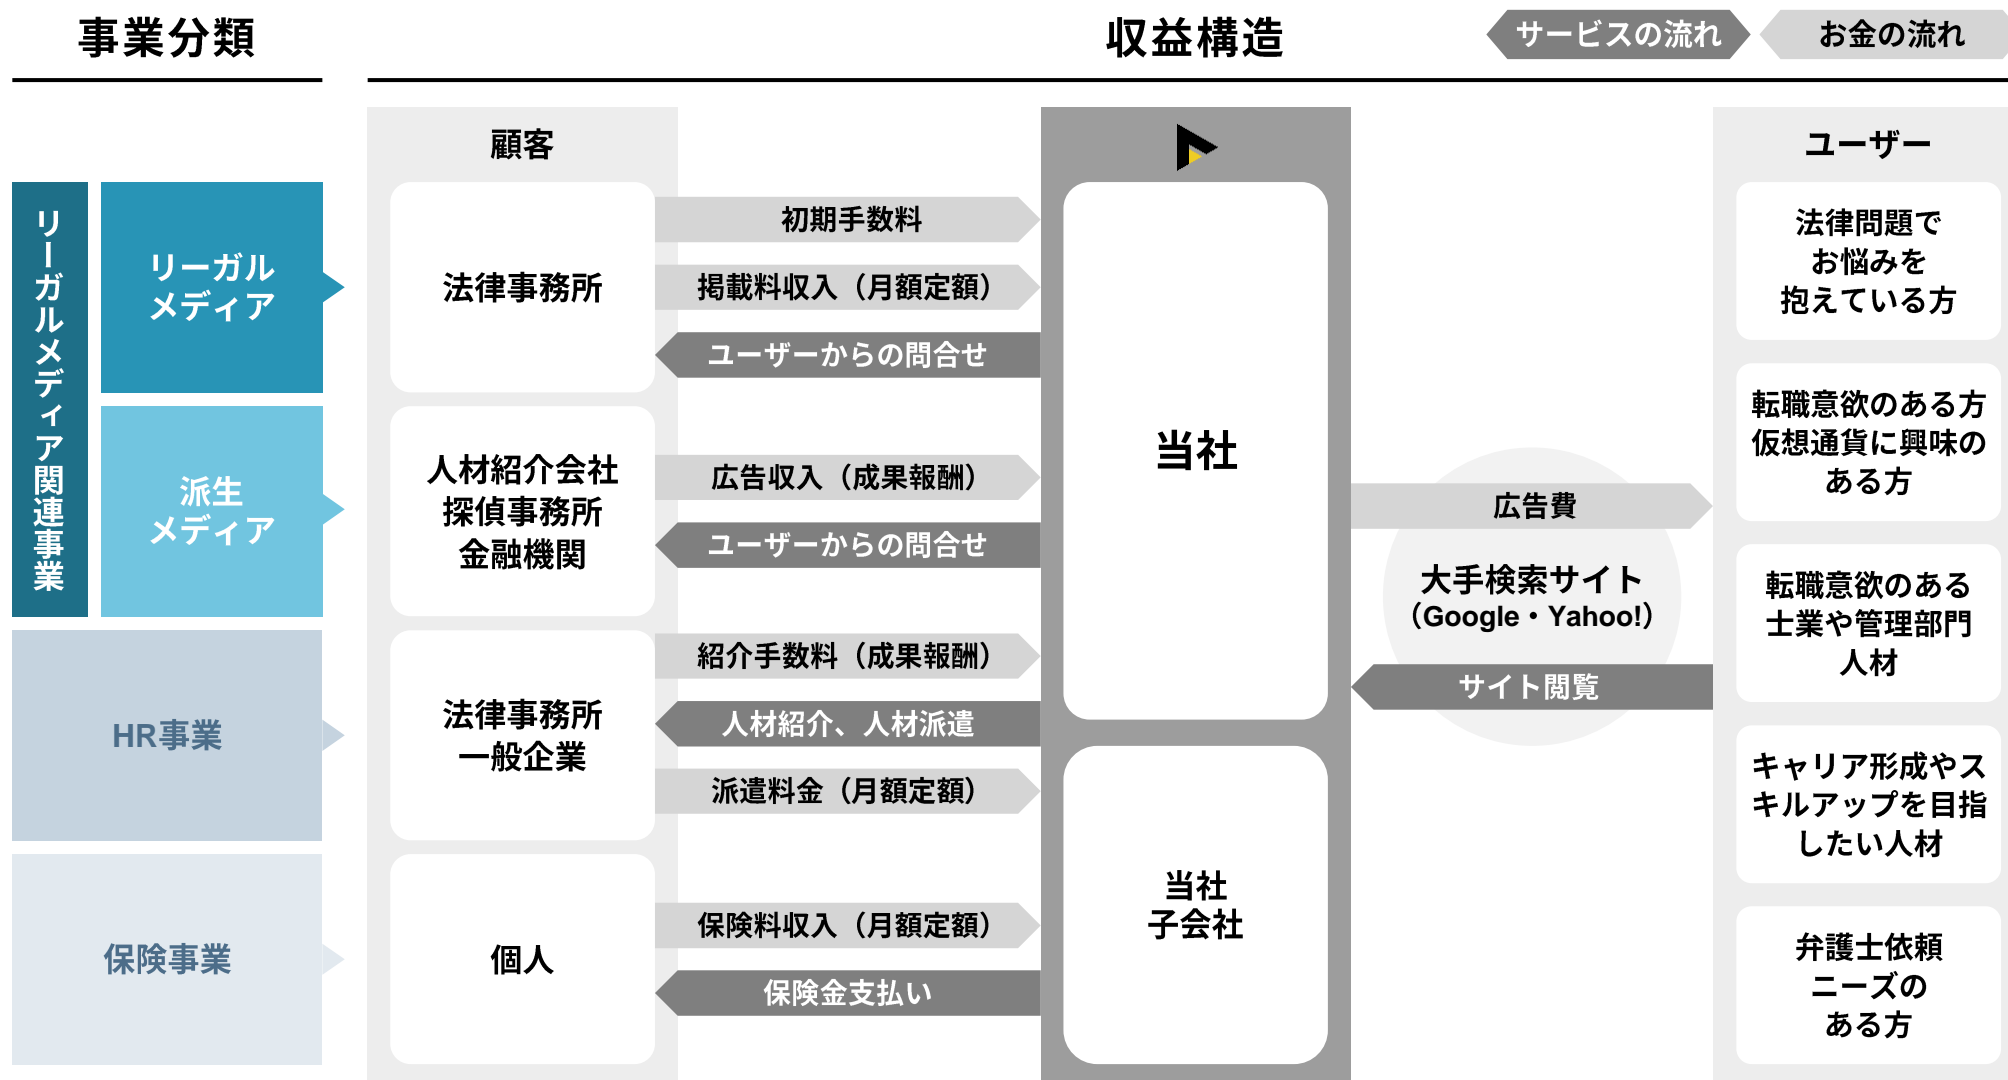 事業分類
収益構造
サービスの流れ
お金の流れ
リーガルメディア関連事業
リーガル
メディア
派生
メディア
HR事業
保険事業
顧客
法律事務所
人材紹介会社
探偵事務所
金融機関
法律事務所
一般企業
個人
初期手数料
掲載料収入（月額定額）
ユーザーからの問合せ
広告収入（成果報酬）
ユーザーからの問合せ
紹介手数料（成果報酬）
人材紹介、人材派遣
派遣料金（月額定額）
保険料収入（月額定額）
保険金支払い
当社
当社
子会社
広告費
大手検索サイト
（Google・Yahoo!）
サイト閲覧
ユーザー
法律問題で
お悩みを
抱えている方
転職意欲のある方
仮想通貨に興味の
ある方
転職意欲のある
士業や管理部門
人材
キャリア形成やス
キルアップを目指
したい人材
弁護士依頼
ニーズの
ある方